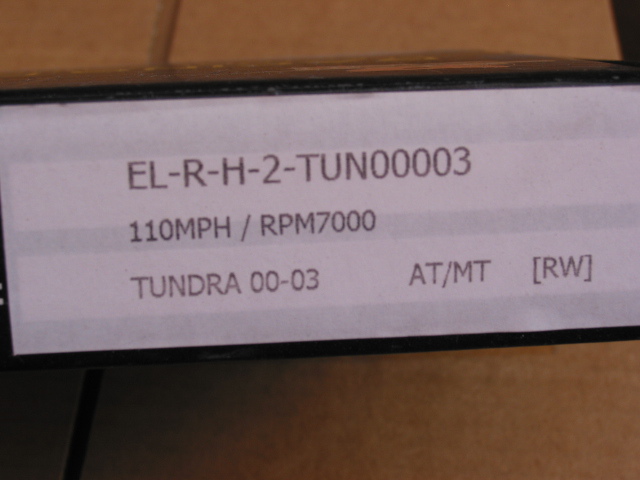 EL-R-H-2-TUN00003
110MPH / RPM7000
TUNDRA 00-03 AT/MT [RW]